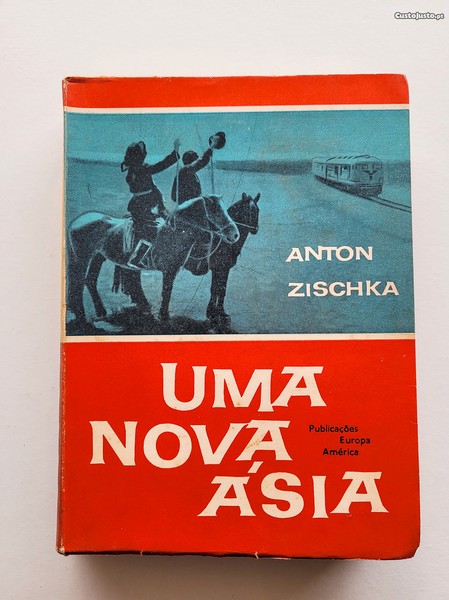 CustoJusto.pt
ANTON
ZISCHKA
UMA
NOVA
ÁSIA
Publicações
Europa
América